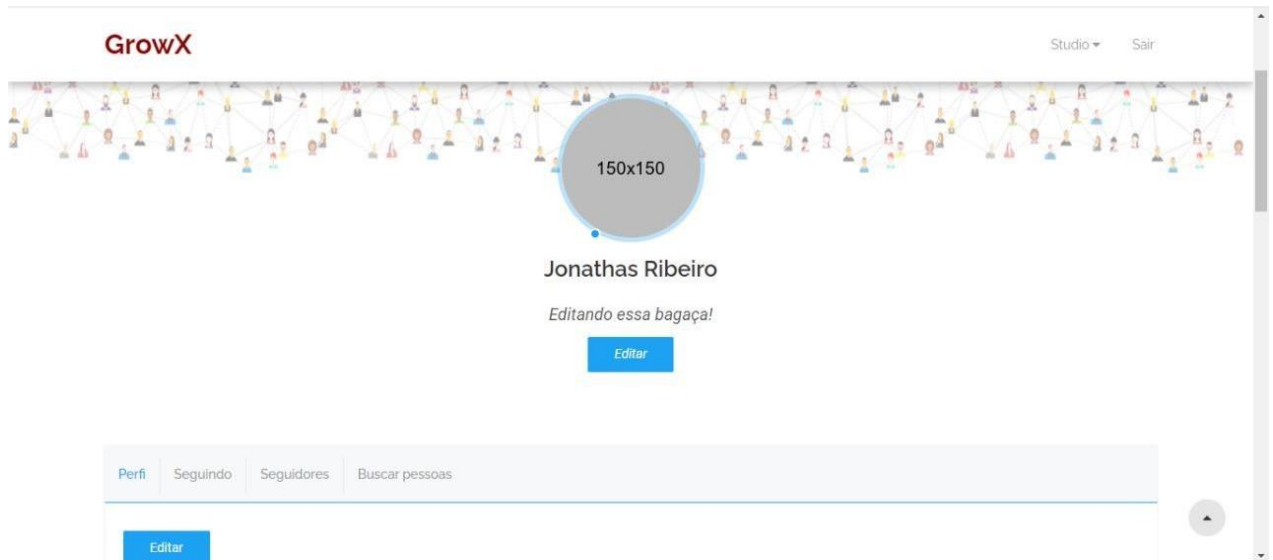 GrowX
Studio Sair
150x150
Jonathas Ribeiro
Editando essa bagaça!
Editar
Perfi Seguindo Seguidores Buscar pessoas
Editar